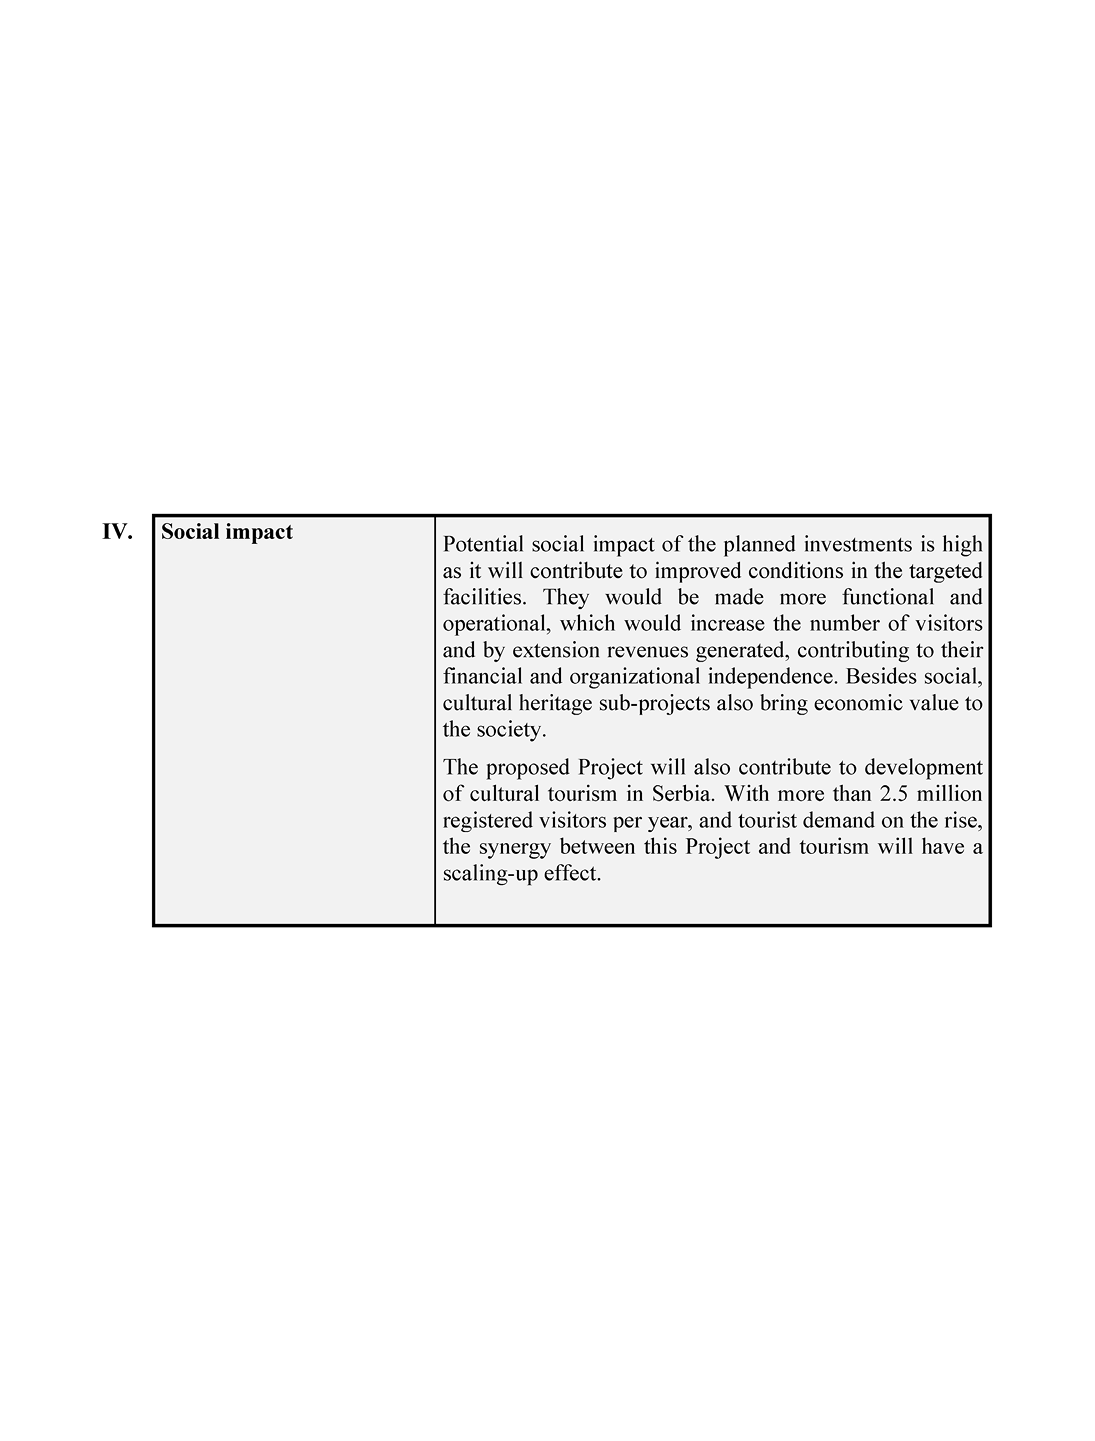 IV. Social impact
Potential social impact of the planned investments is high
as it will contribute to improved conditions in the targeted
facilities. They would be made more functional and
operational, which would increase the number of visitors
and by extension revenues generated, contributing to their
financial and organizational independence. Besides social,
cultural heritage sub-projects also bring economic value to
the society.
The proposed Project will also contribute to development
of cultural tourism in Serbia. With more than 2.5 million
registered visitors per year, and tourist demand on the rise,
the synergy between this Project and tourism will have a
scaling-up effect.